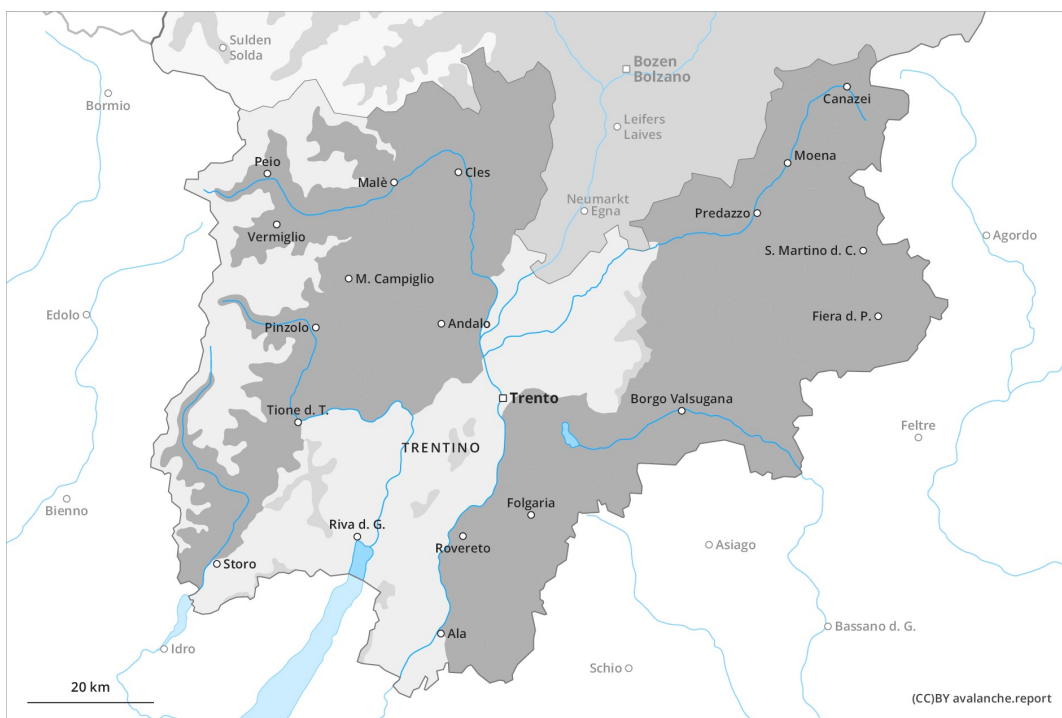 Sulden
Solda
Bozen
Bolzano
Bormio
Canazei
Leifers
Laives
Moena
Peio
Malè
Cles
Neumarkt
Egna
Predazzo
Vermiglio
Agordo
S. Martino d. C.
M. Campiglio
Edolo
Fiera d. P.
Pinzolo
Andalo
Trento
Borgo Valsugana
Tione d. T.
Feltre
TRENTINO
Bienno
Folgaria
Riva d. G.
Rovereto
Asiago
Storo
Bassano d. G.
Ala
Idro
Schio
20 km
(CC)BY avalanche.report